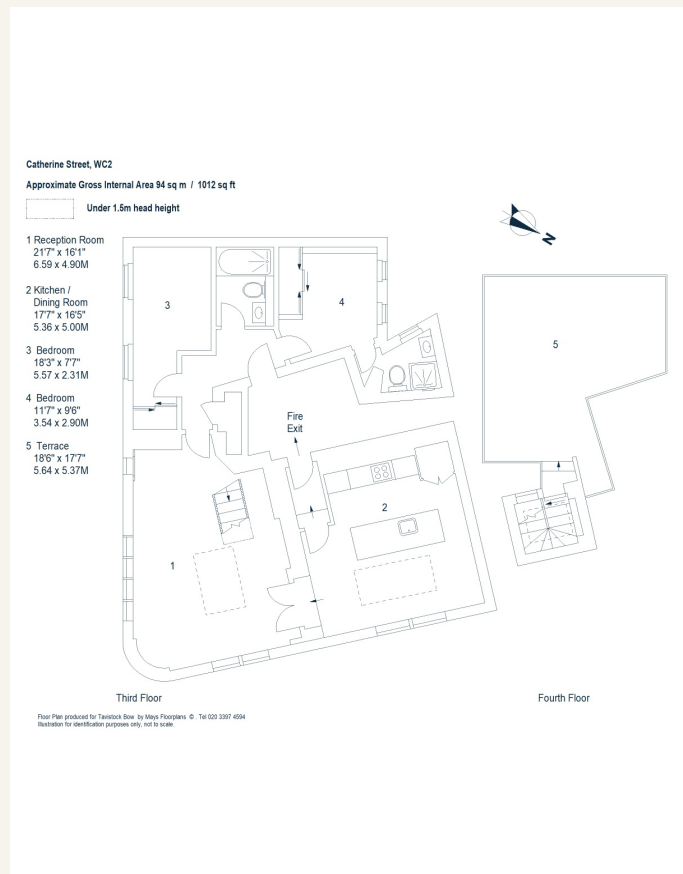 Catherine Street, WC2
Approximate Gross Internal Area 94 sq m / 1012 sq ft
Under 1.5m head height
1 Reception Room
21'7" x 16'1"
6.59 x 4.90M
2 Kitchen /
Dining Room
17'7" x 16'5"
5.36 x 5.00M
3 Bedroom
18'3" x 7'7"
5.57 x 2.31M
4 Bedroom
11'7" x 9'6"
3.54 x 2.90M
5 Terrace
18'6" x 17'7"
5.64 x 5.37M
N
3
4
5
Fire
Exit
2
1
Third Floor
Fourth Floor
Floor Plan produced for Tavistock Bow by Mays Floorplans © . Tel 020 3397 4594
Illustration for identification purposes only, not to scale